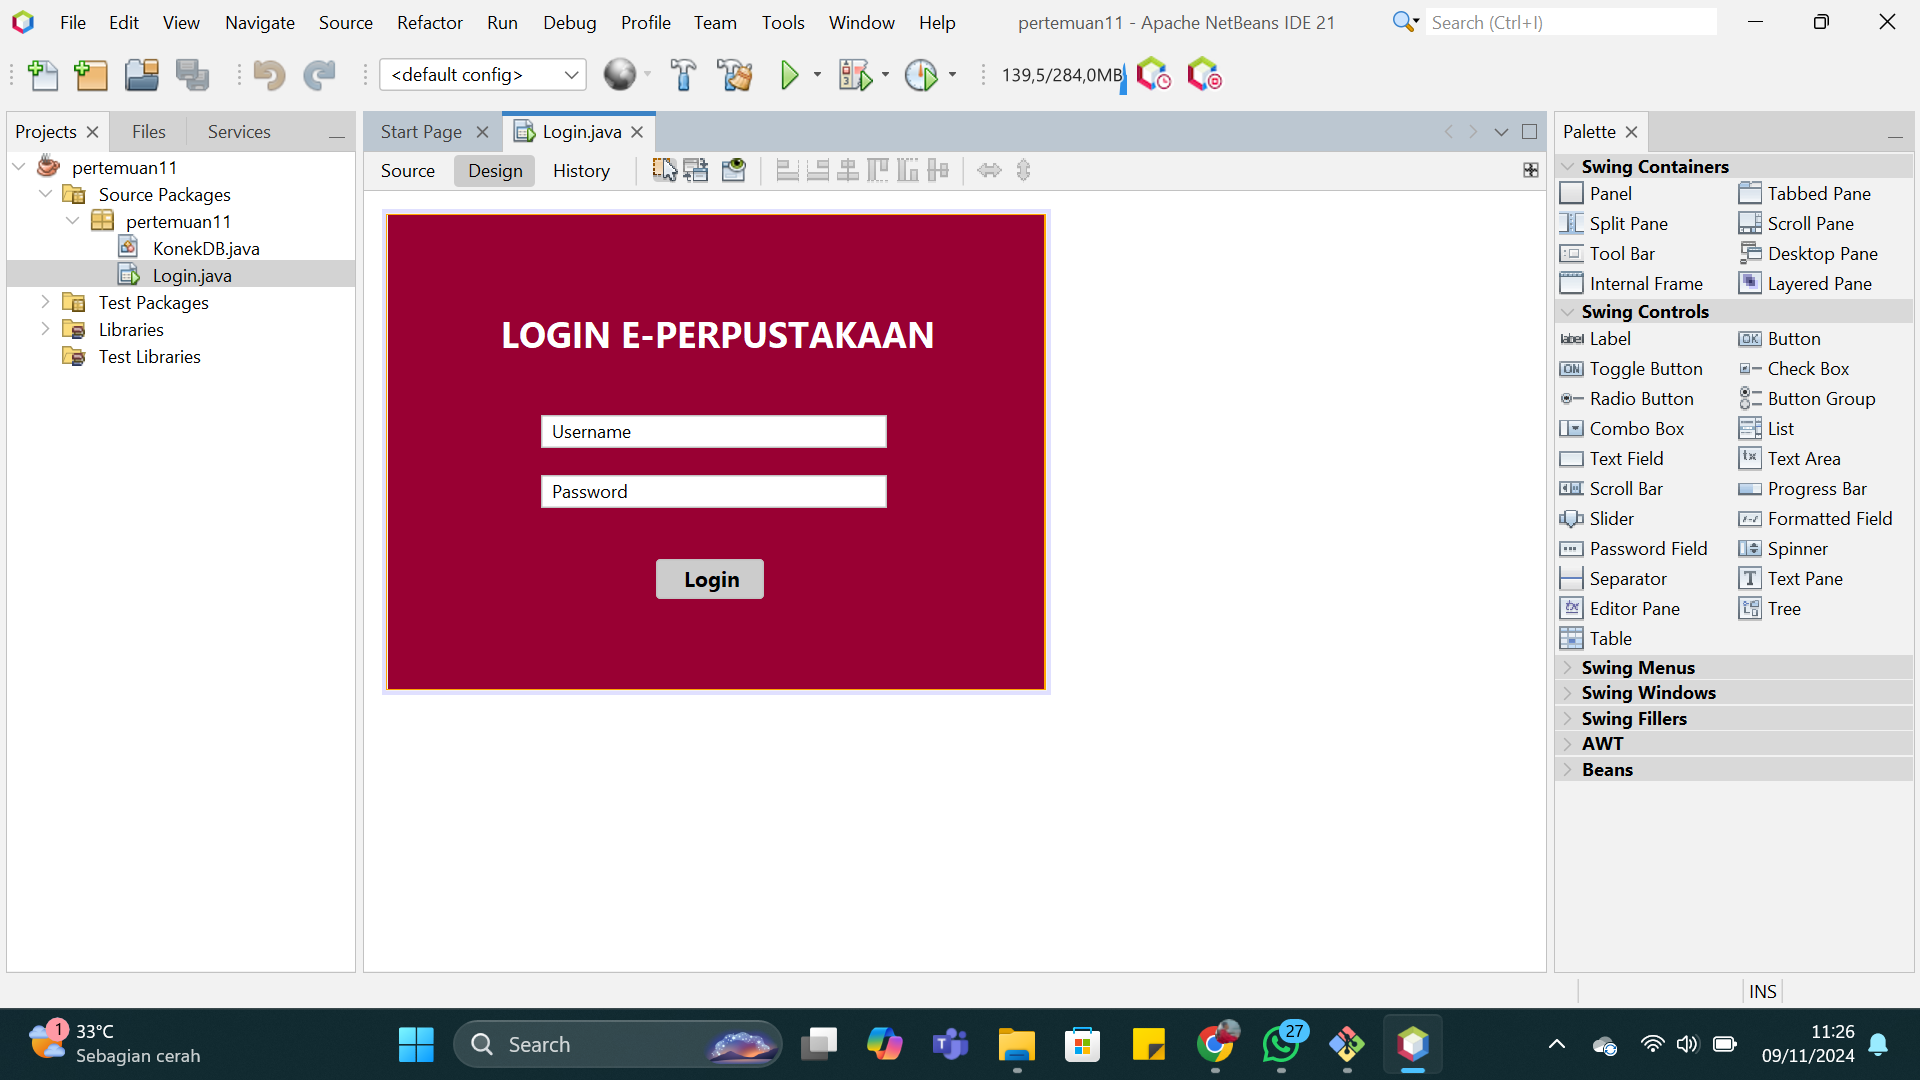 File Edit View Navigate Source Refactor Run Debug Profile Team Tools Window Help pertemuan11 - Apache NetBeans IDE 21 Search (Ctrl+I)
<default config> 139,5/284,0MB
Projects Files Services
pertemuan11
Source Packages
pertemuan11
KonekDB.java
Login.java
Test Packages
Libraries
Test Libraries
Start Page Login.java
Source Design History
LOGIN E-PERPUSTAKAAN
Username
Password
Login
Palette
Swing Containers
Panel Tabbed Pane
Split Pane Scroll Pane
Tool Bar Desktop Pane
Internal Frame Layered Pane
Swing Controls
label Label OK Button
ON Toggle Button Check Box
Radio Button Button Group
Combo Box List
Text Field Text Area
Scroll Bar Progress Bar
Slider Formatted Field
Password Field Spinner
Separator Text Pane
Editor Pane Tree
Table
Swing Menus
Swing Windows
Swing Fillers
AWT
Beans
INS
1 33°C
Sebagian cerah
Search
27
11:26
09/11/2024